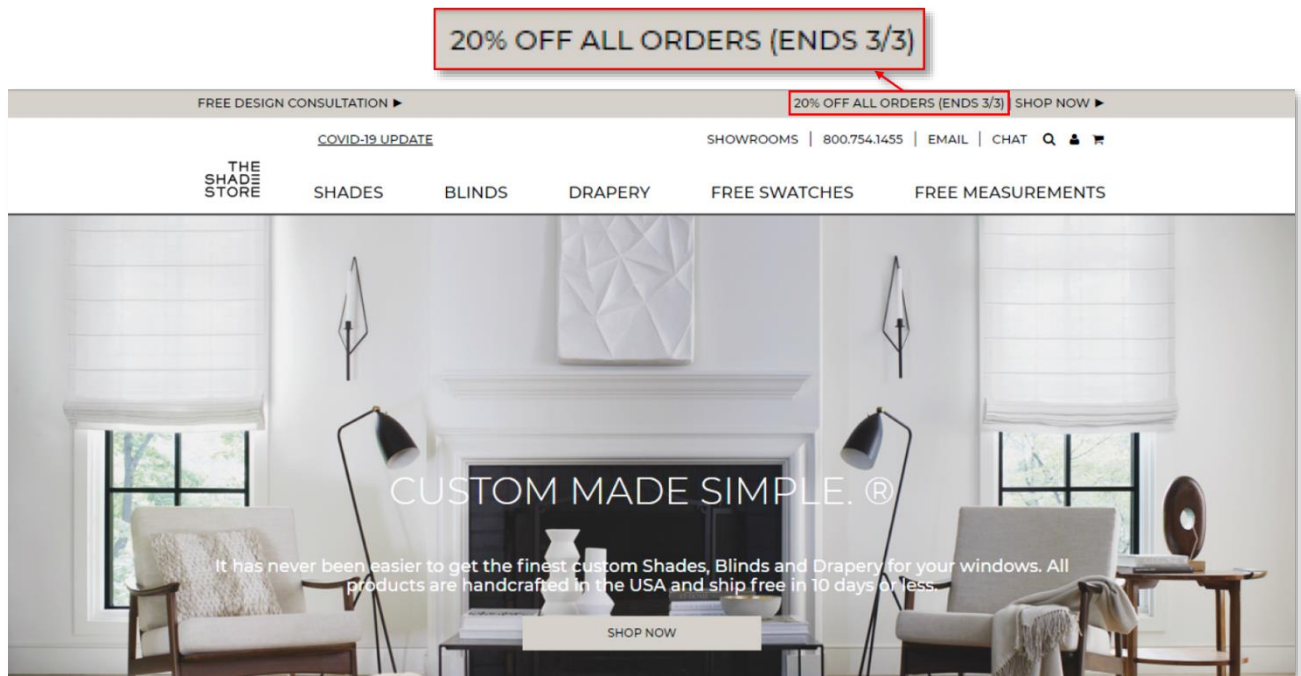 20% OFF ALL ORDERS (ENDS 3/3)
FREE DESIGN CONSULTATION ▶
20% OFF ALL ORDERS (ENDS 3/3) | SHOP NOW ▶
COVID-19 UPDATE
SHOWROOMS | 800.754.1455 | EMAIL | CHAT
THE
SHADE
STORE
SHADES BLINDS DRAPERY FREE SWATCHES FREE MEASUREMENTS
CUSTOM MADE SIMPLE. ®
It has never been easier to get the finest custom Shades, Blinds and Drapery for your windows. All
products are handcrafted in the USA and ship free in 10 days or less.
SHOP NOW